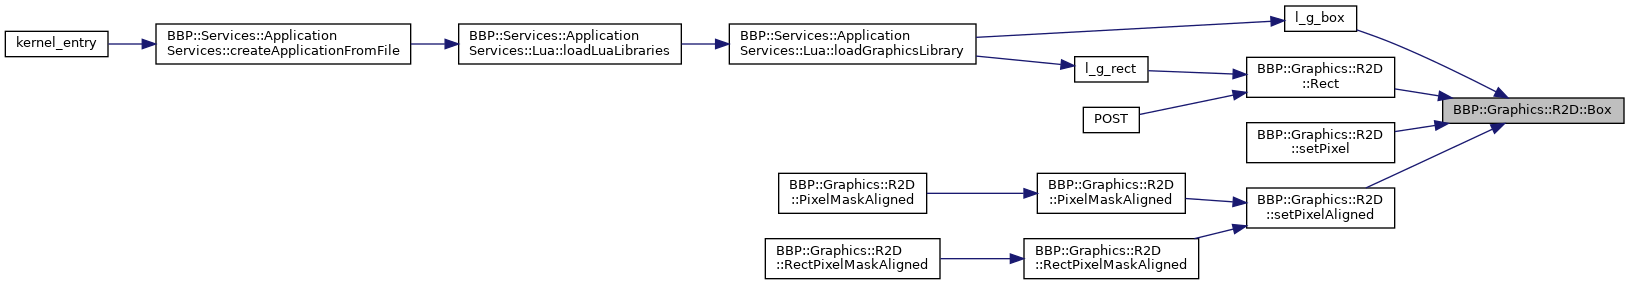 kernel_entry
BBP::Services::Application
Services::createApplicationFromFile
BBP::Services::Application
Services::Lua::loadLuaLibraries
BBP::Services::Application
Services::Lua::loadGraphicsLibrary
l_g_box
l_g_rect
BBP::Graphics::R2D
::Rect
BBP::Graphics::R2D::Box
POST
BBP::Graphics::R2D
::setPixel
BBP::Graphics::R2D
::PixelMaskAligned
BBP::Graphics::R2D
::PixelMaskAligned
BBP::Graphics::R2D
::setPixelAligned
BBP::Graphics::R2D
::RectPixelMaskAligned
BBP::Graphics::R2D
::RectPixelMaskAligned